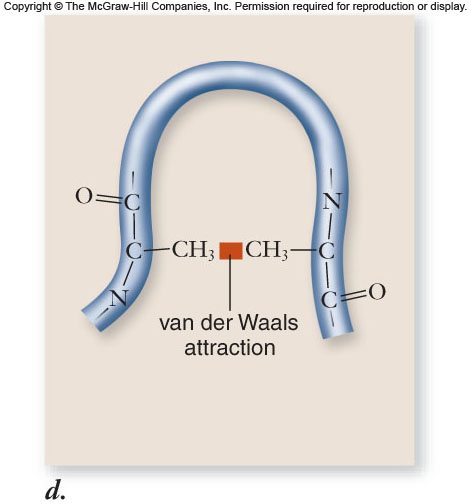 Copyright © The McGraw-Hill Companies, Inc. Permission required for reproduction or display.
O=C N
C—CH₃ CH₃—C
N C=O
van der Waals
attraction
d.